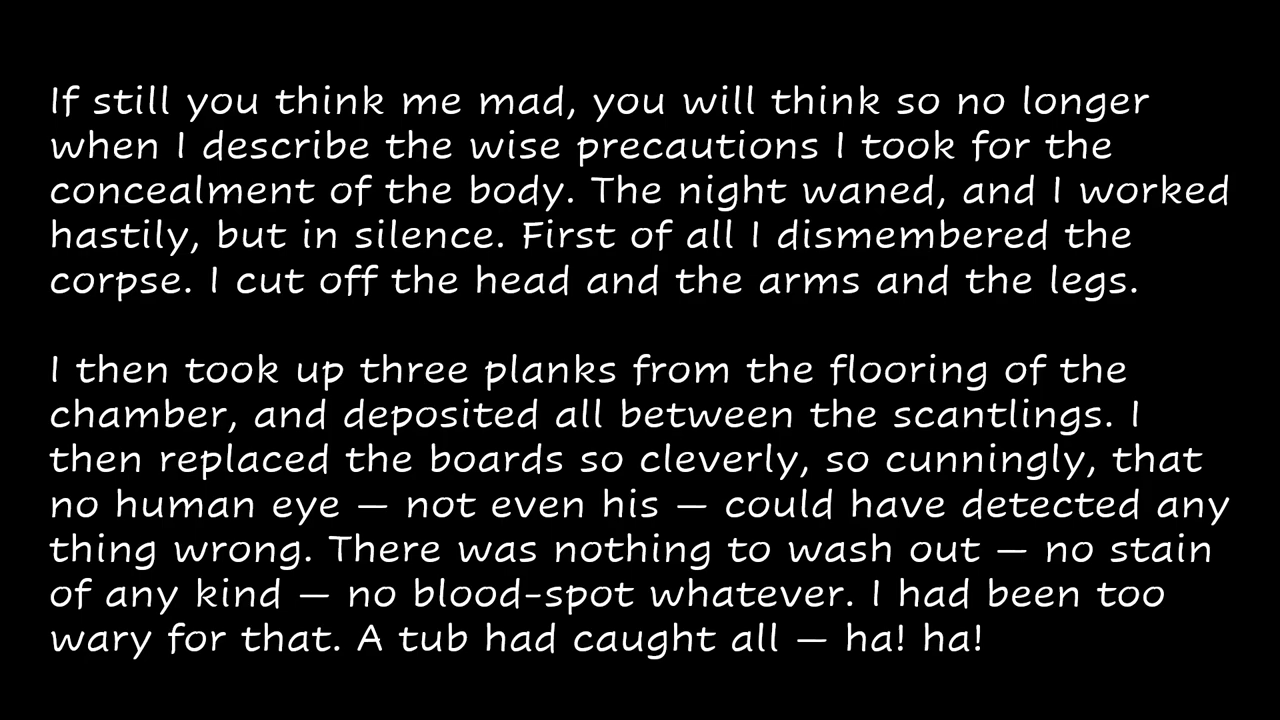 If still you think me mad, you will think so no longer
when I describe the wise precautions I took for the
concealment of the body. The night waned, and I worked
hastily, but in silence. First of all I dismembered the
corpse. I cut off the head and the arms and the legs.
I then took up three planks from the flooring of the
chamber, and deposited all between the scantlings. I
then replaced the boards so cleverly, so cunningly, that
no human eye — not even his — could have detected any
thing wrong. There was nothing to wash out — no stain
of any kind — no blood-spot whatever. I had been too
wary for that. A tub had caught all — ha! ha!